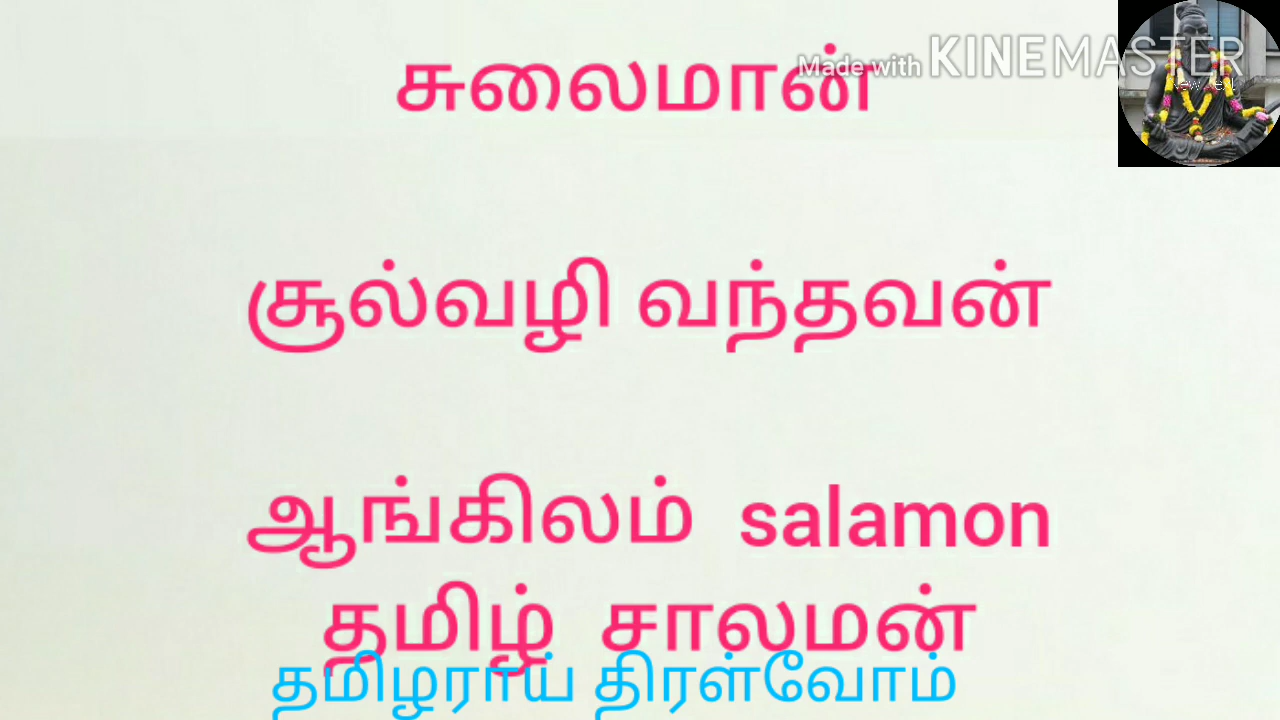 சுலைமான்
Made with KINEMASTER
சூல்வழி வந்தவன்
ஆங்கிலம் salamon
தமிழ் சாலமன்
தமிழராய் திரள்வோம்